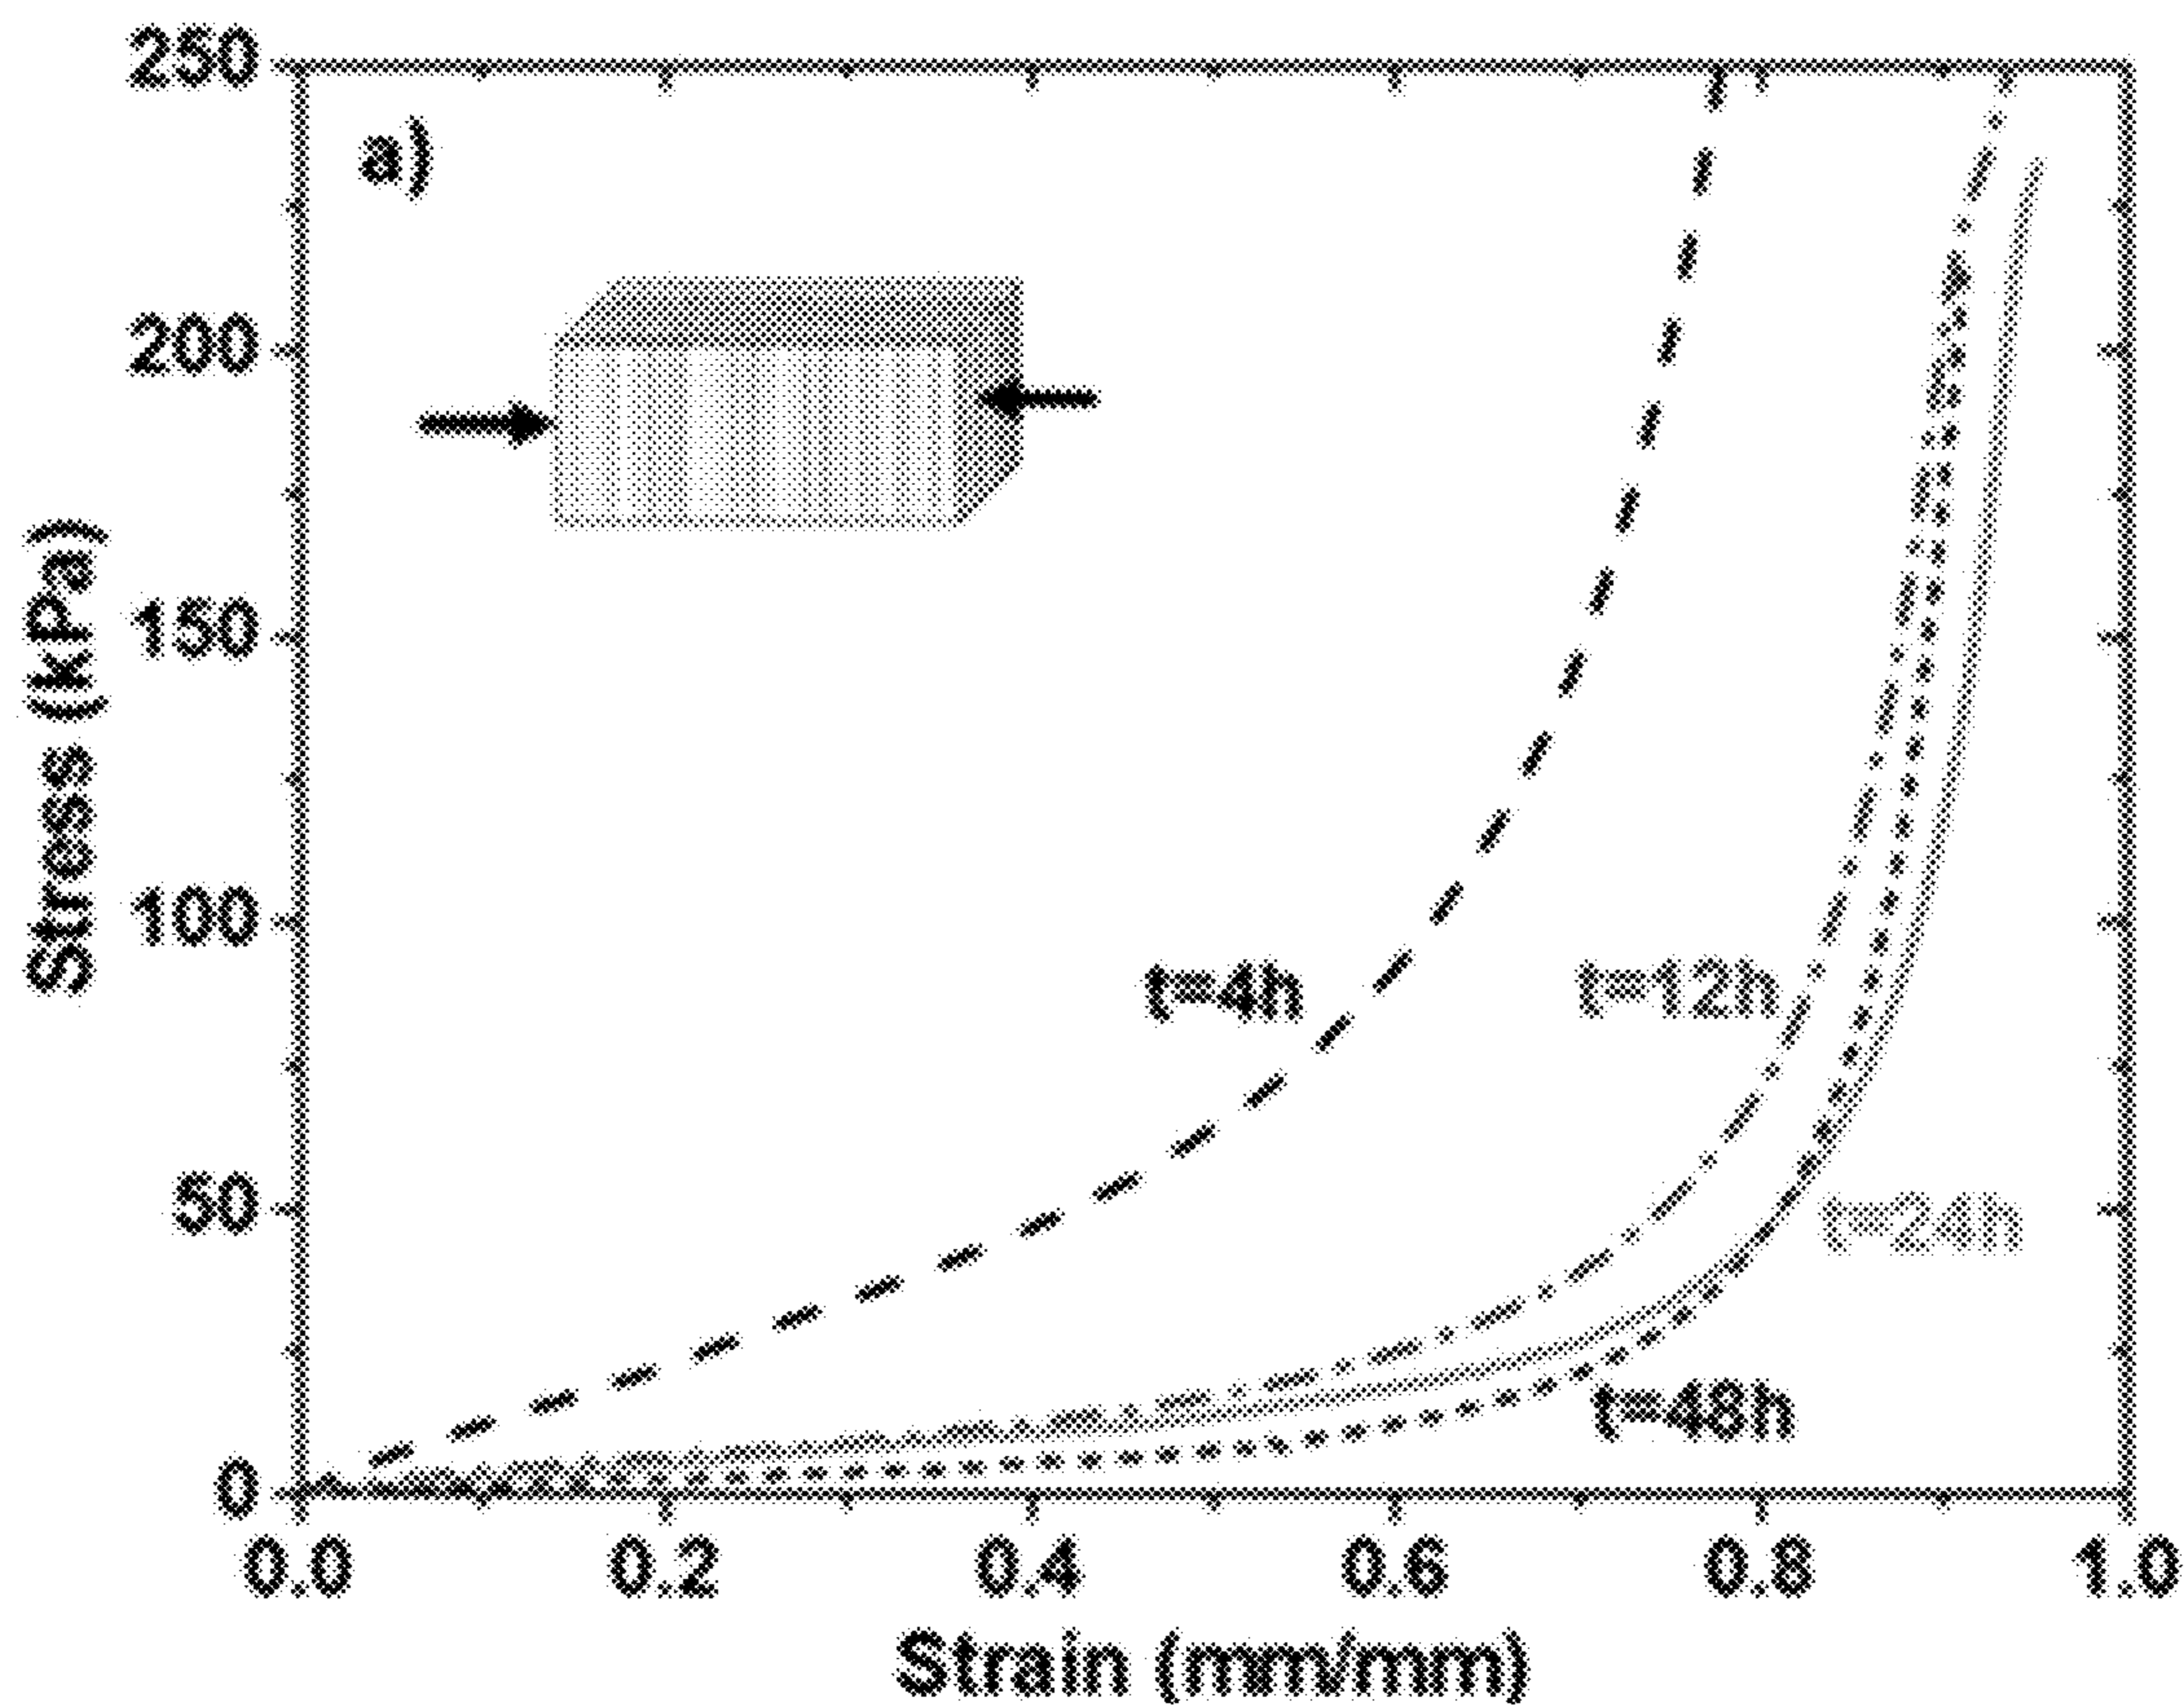 250
a)
200
150
100
50
0
Stress (kPa)
t=4h
t=12h
t=24h
t=48h
0.0 0.2 0.4 0.6 0.8 1.0
Strain (mm/mm)